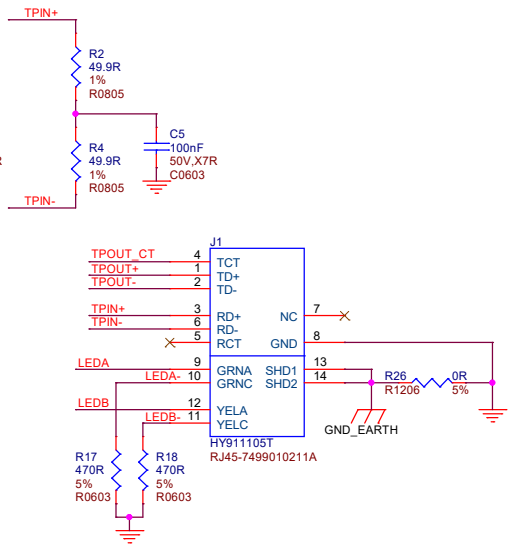 TPIN+
R2
49.9R
1%
R0805
R4
49.9R
1%
R0805
C5
100nF
50V,X7R
C0603
TPIN-
J1
TPOUT_CT 4 TCT
TPOUT+ 1 TD+
TPOUT- 2 TD-
TPIN+ 3 RD+ NC 7
TPIN- 6 RD-
5 RCT GND 8
LEDA 9 GRNA SHD1 13
LEDA- 10 GRNC SHD2 14
R26 0R
R1206 5%
LEDB 12 YELA
LEDB- 11 YELC
GND_EARTH
HY911105T
RJ45-7499010211A
R17
470R
5%
R0603
R18
470R
5%
R0603